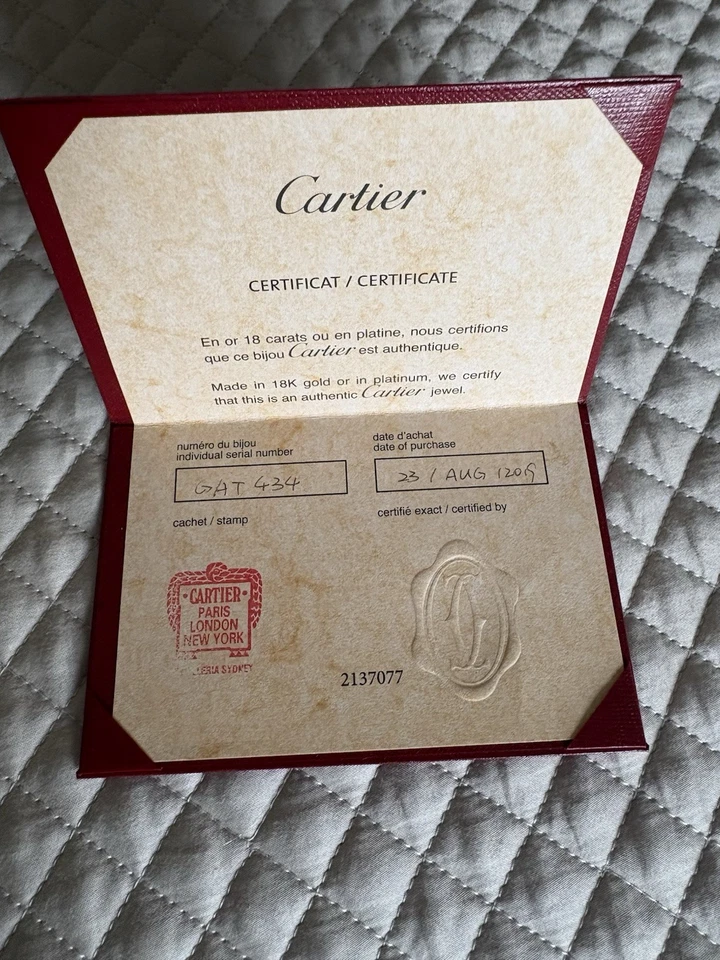 Cartier
CERTIFICAT / CERTIFICATE
En or 18 carats ou en platine, nous certifions
que ce bijou Cartier est authentique.
Made in 18K gold or in platinum, we certify
that this is an authentic Cartier jewel.
numéro du bijou
individual serial number
GAT 434
date d'achat
date of purchase
23 / AUG / 2019
cachet / stamp
certifié exact / certified by
·CARTIER·
PARIS
LONDON
NEW YORK
SYDNEY
2137077